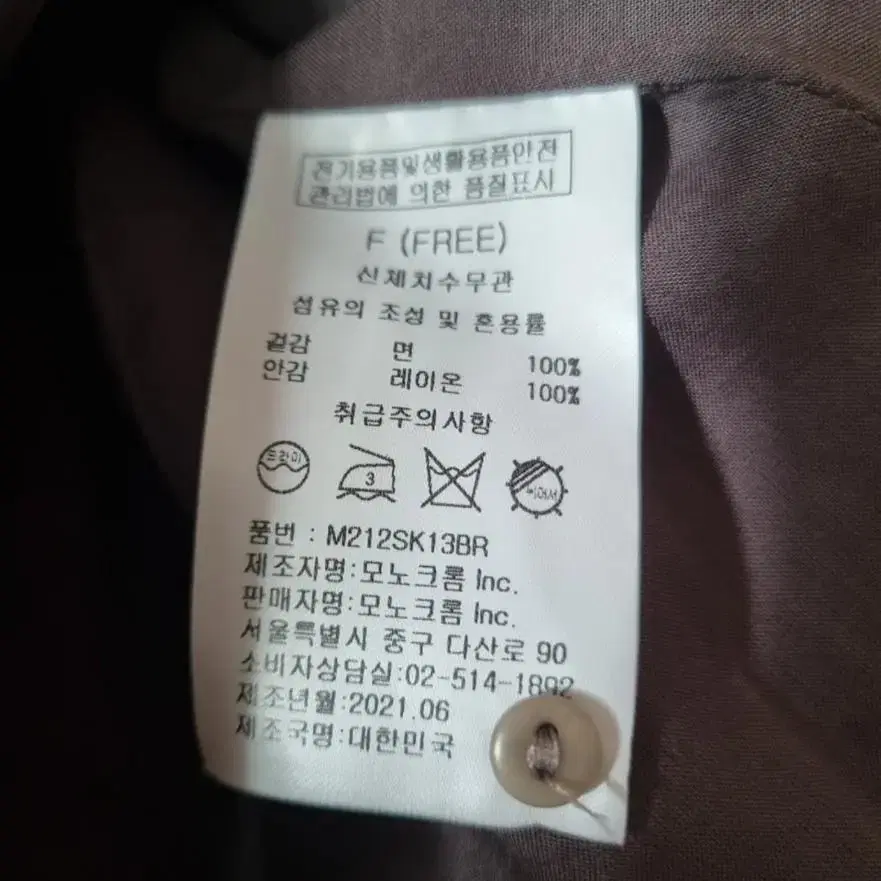 전기용품및생활용품안전
관리법에 의한 품질표시
F (FREE)
신체치수무관
섬유의 조성 및 혼용률
겉감 면 100%
안감 레이온 100%
취급주의사항
드라이 3
품번 : M212SK13BR
제조자명:모노크롬 Inc.
판매자명:모노크롬 Inc.
서울특별시 중구 다산로 90
소비자상담실:02-514-1892
제조년월:2021.06
제조국명:대한민국